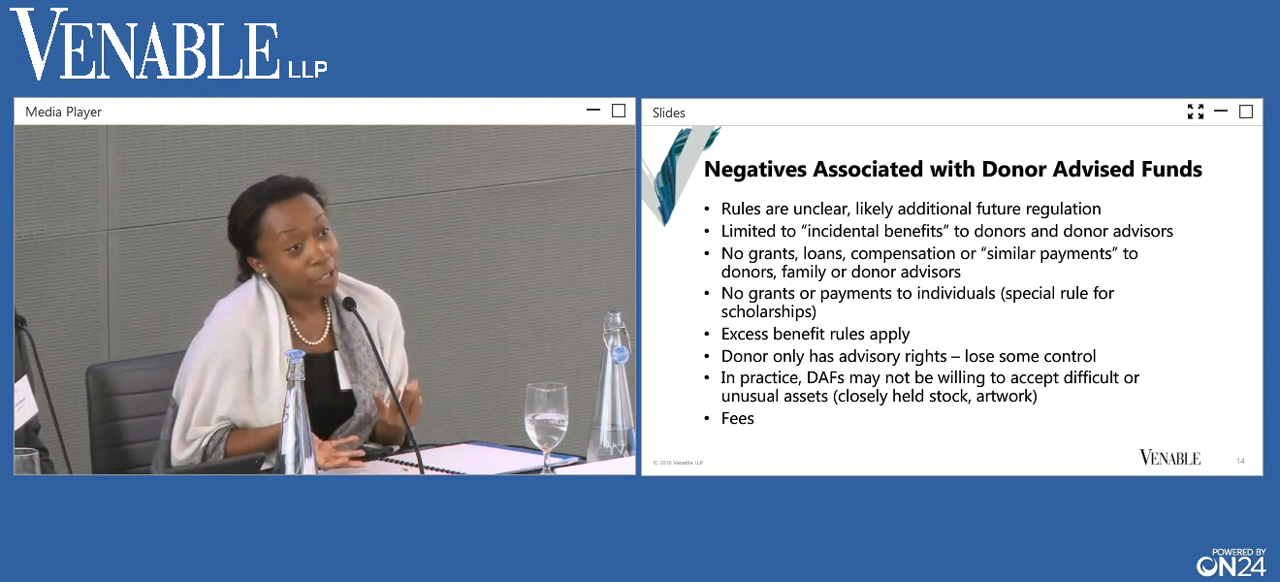 VENABLE LLP
Media Player
Slides
Negatives Associated with Donor Advised Funds
• Rules are unclear, likely additional future regulation
• Limited to “incidental benefits” to donors and donor advisors
• No grants, loans, compensation or “similar payments” to
donors, family or donor advisors
• No grants or payments to individuals (special rule for
scholarships)
• Excess benefit rules apply
• Donor only has advisory rights – lose some control
• In practice, DAFs may not be willing to accept difficult or
unusual assets (closely held stock, artwork)
• Fees
© 2018 Venable LLP
VENABLE
14
POWERED BY
ON24